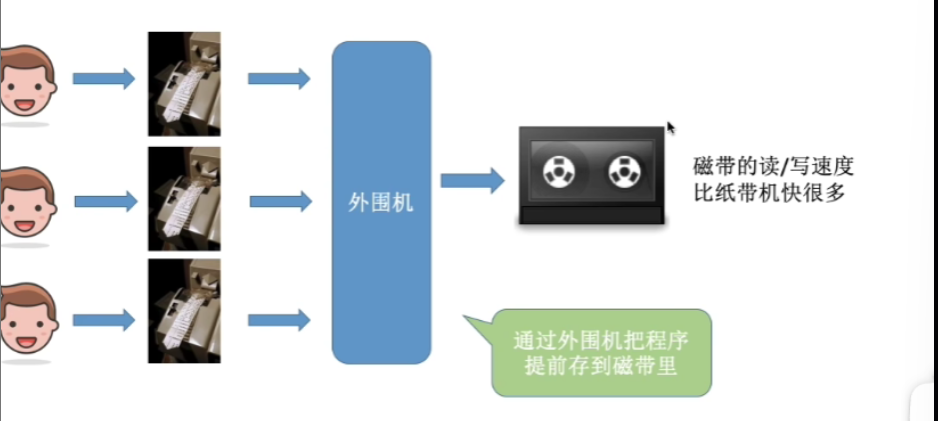 外围机
磁带的读/写速度
比纸带机快很多
通过外围机把程序
提前存到磁带里